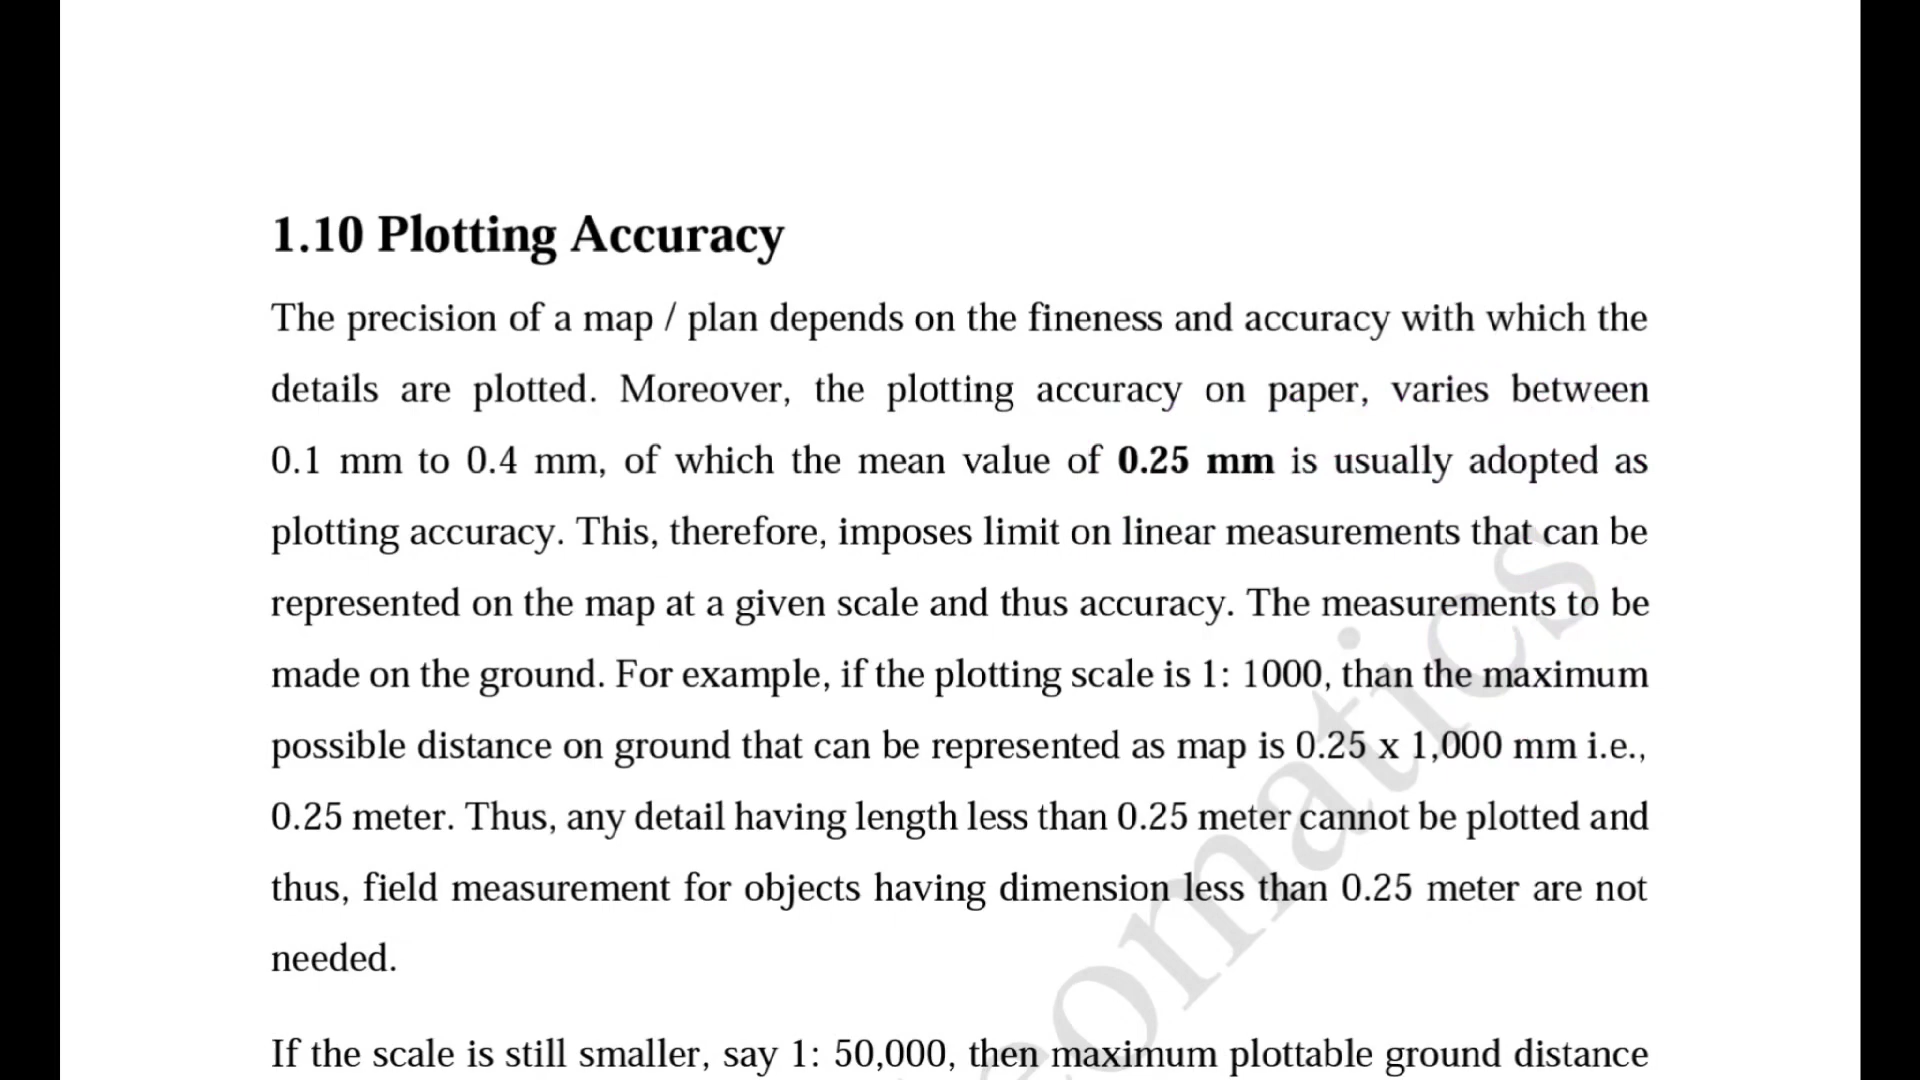 1.10 Plotting Accuracy
The precision of a map / plan depends on the fineness and accuracy with which the
details are plotted. Moreover, the plotting accuracy on paper, varies between
0.1 mm to 0.4 mm, of which the mean value of 0.25 mm is usually adopted as
plotting accuracy. This, therefore, imposes limit on linear measurements that can be
represented on the map at a given scale and thus accuracy. The measurements to be
made on the ground. For example, if the plotting scale is 1: 1000, than the maximum
possible distance on ground that can be represented as map is 0.25 x 1,000 mm i.e.,
0.25 meter. Thus, any detail having length less than 0.25 meter cannot be plotted and
thus, field measurement for objects having dimension less than 0.25 meter are not
needed.
If the scale is still smaller, say 1: 50,000, then maximum plottable ground distance
eomatics